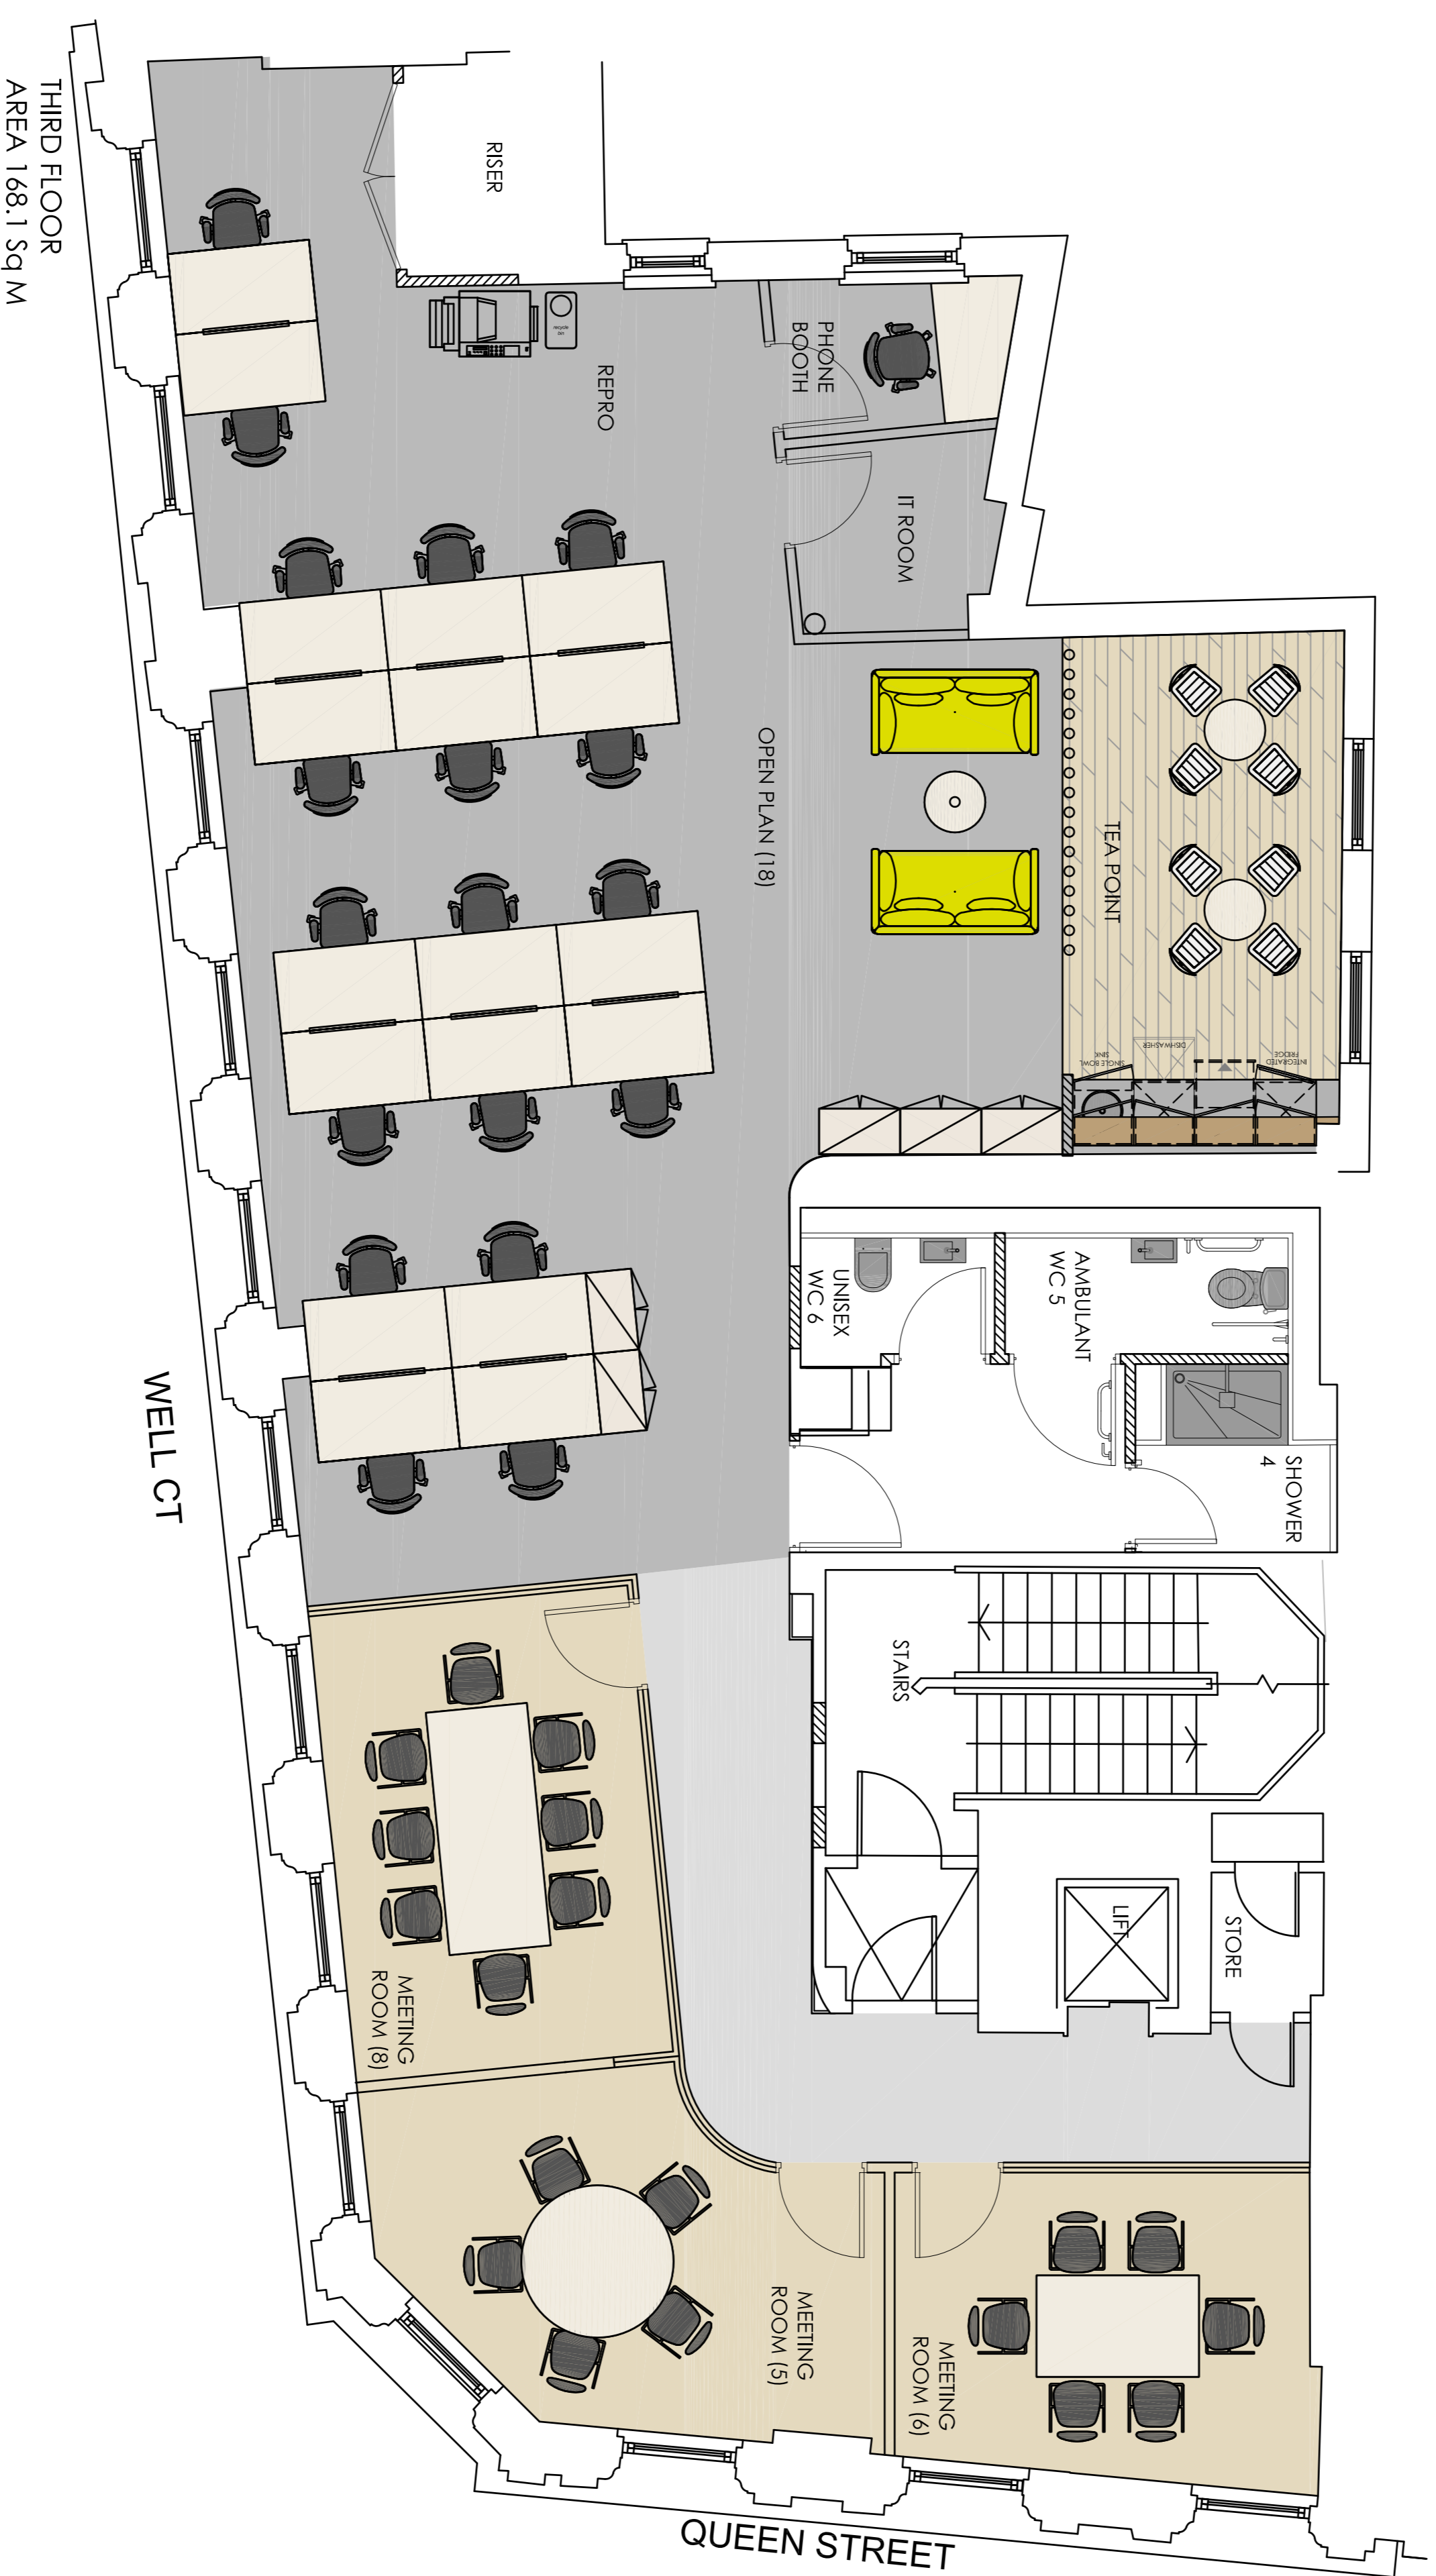 THIRD FLOOR
AREA 168.1 Sq M
RISER
recycle
bin
REPRO
PHONE
BOOTH
IT ROOM
OPEN PLAN (18)
TEA POINT
SINGLE BOWL
SINK
DISHWASHER
INTEGRATED
FRIDGE
UNISEX
WC 6
AMBULANT
WC 5
SHOWER
4
STAIRS
LIFT
STORE
MEETING
ROOM (8)
MEETING
ROOM (5)
MEETING
ROOM (6)
WELL CT
QUEEN STREET